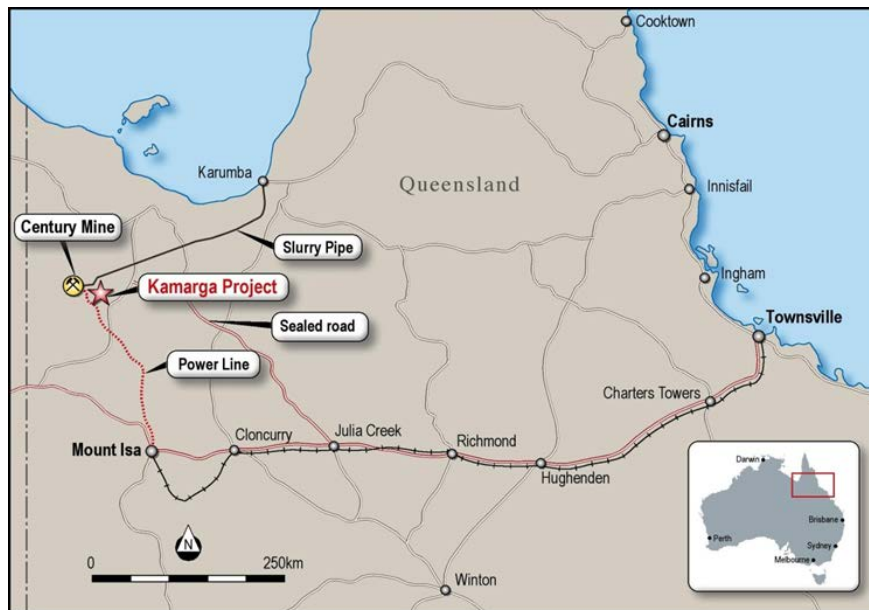 Cooktown
Cairns
Karumba
Queensland
Innisfail
Century Mine
Slurry Pipe
Ingham
Kamarga Project
Sealed road
Townsville
Power Line
Charters Towers
Mount Isa
Cloncurry
Julia Creek
Richmond
Hughenden
N
0
250km
Winton
Darwin
Brisbane
Perth
Sydney
Melbourne